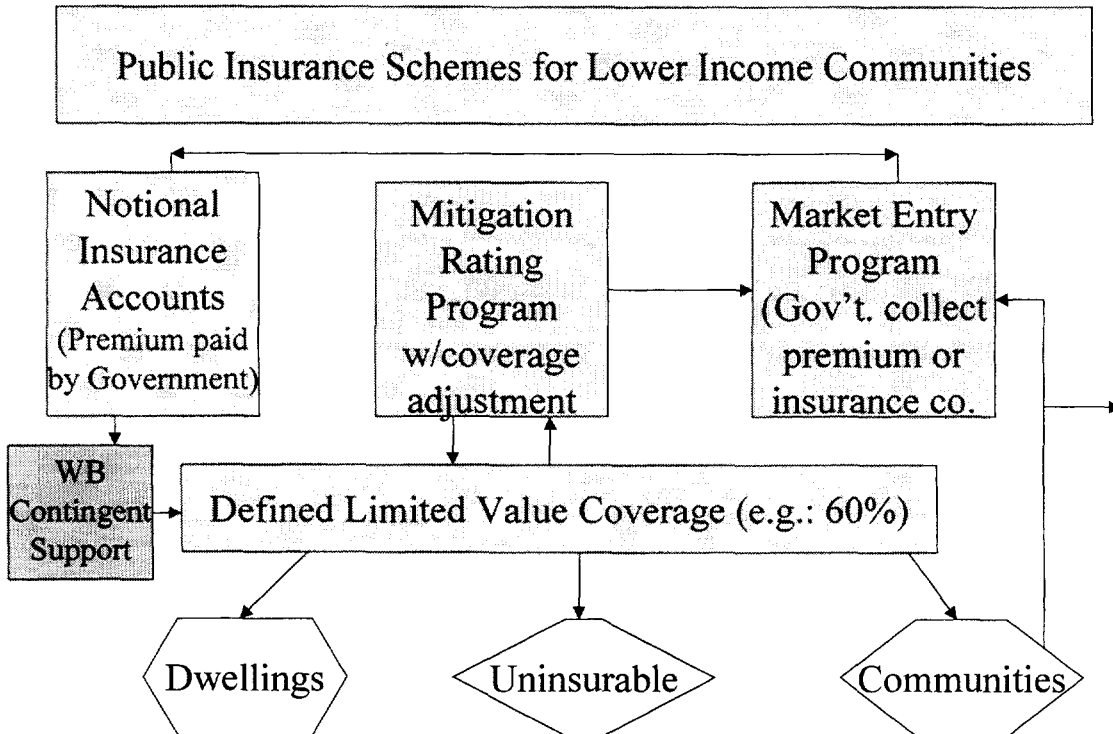 Public Insurance Schemes for Lower Income Communities
Notional
Insurance
Accounts
(Premium paid
by Government)
Mitigation
Rating
Program
w/coverage
adjustment
Market Entry
Program
(Gov't. collect
premium or
insurance co.
WB
Contingent
Support
Defined Limited Value Coverage (e.g.: 60%)
Dwellings
Uninsurable
Communities